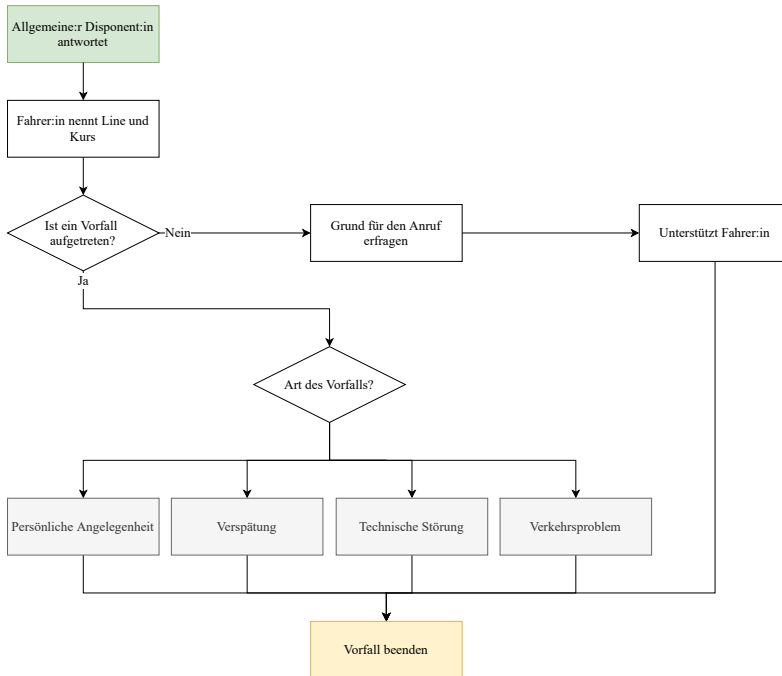 Allgemeine:r Disponent:in
antwortet
Fahrer:in nennt Line und
Kurs
Ist ein Vorfall
aufgetreten?
Nein
Grund für den Anruf
erfragen
Unterstützt Fahrer:in
Ja
Art des Vorfalls?
Persönliche Angelegenheit
Verspätung
Technische Störung
Verkehrsproblem
Vorfall beenden